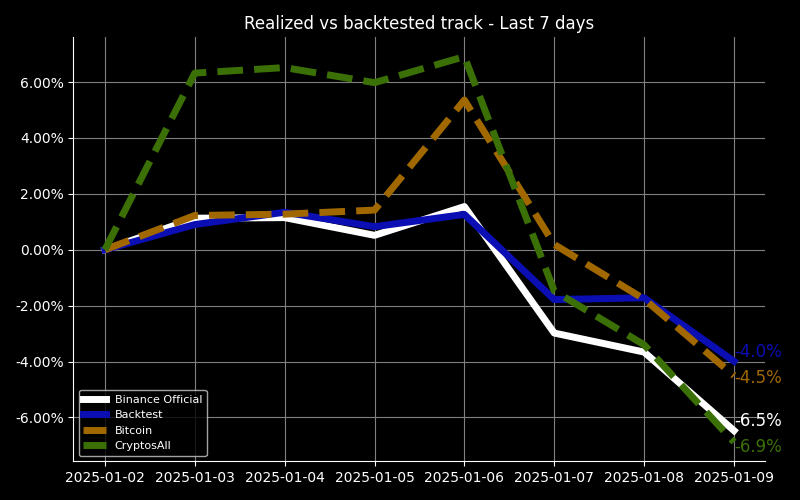 Realized vs backtested track - Last 7 days
6.00%
4.00%
2.00%
0.00%
-2.00%
-4.00%
-6.00%
-4.0%
-4.5%
-6.5%
-6.9%
Binance Official
Backtest
Bitcoin
CryptosAll
2025-01-02 2025-01-03 2025-01-04 2025-01-05 2025-01-06 2025-01-07 2025-01-08 2025-01-09